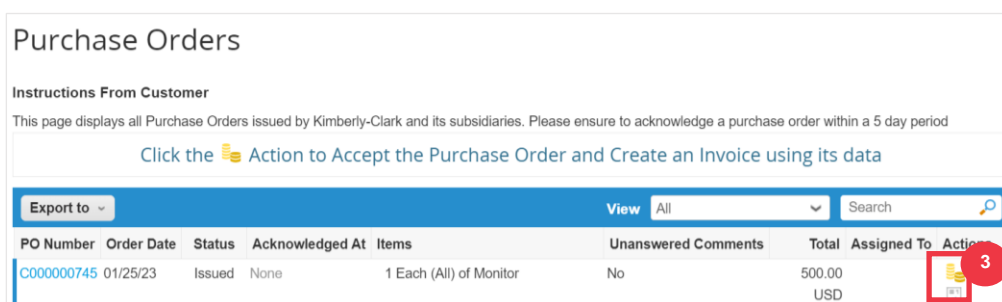 Purchase Orders
Instructions From Customer
This page displays all Purchase Orders issued by Kimberly-Clark and its subsidiaries. Please ensure to acknowledge a purchase order within a 5 day period
Click the Action to Accept the Purchase Order and Create an Invoice using its data
Export to View All Search
PO Number Order Date Status Acknowledged At Items Unanswered Comments Total Assigned To Actions
3
C000000745 01/25/23 Issued None 1 Each (All) of Monitor No 500.00
USD